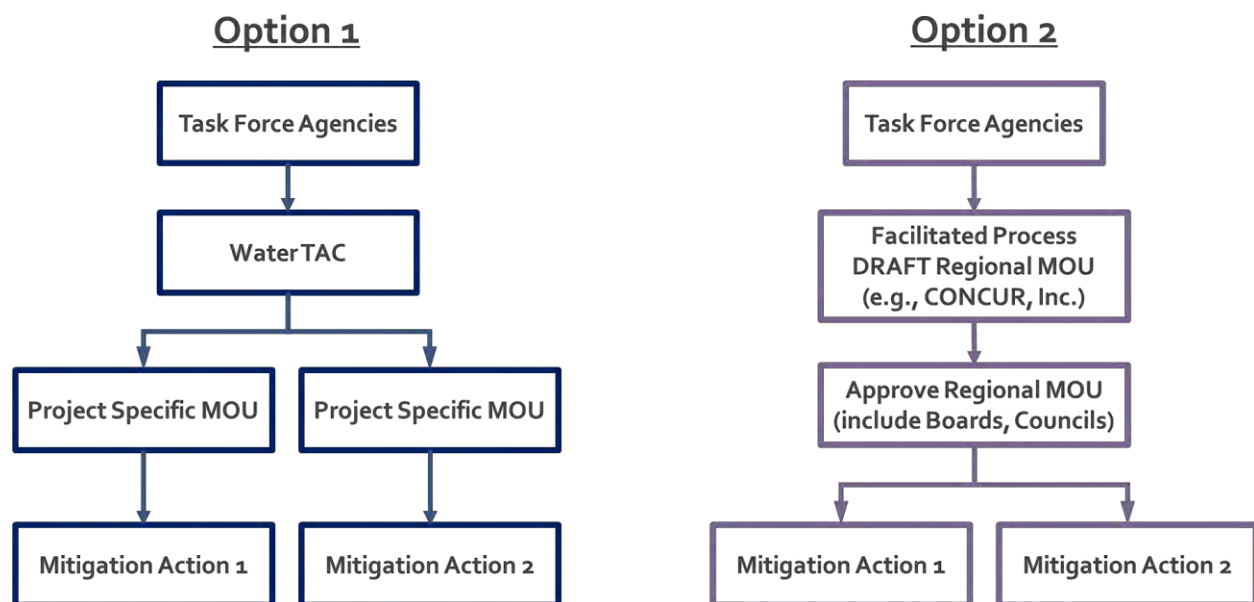 Option 1
Task Force Agencies
Water TAC
Project Specific MOU
Project Specific MOU
Mitigation Action 1
Mitigation Action 2
Option 2
Task Force Agencies
Facilitated Process
DRAFT Regional MOU
(e.g., CONCUR, Inc.)
Approve Regional MOU
(include Boards, Councils)
Mitigation Action 1
Mitigation Action 2